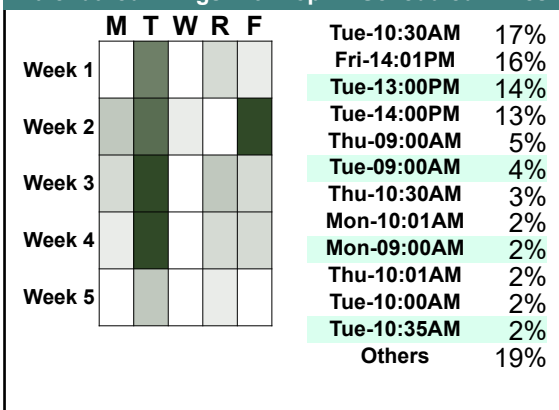 M T W R F
Week 1
Week 2
Week 3
Week 4
Week 5
Tue-10:30AM 17%
Fri-14:01PM 16%
Tue-13:00PM 14%
Tue-14:00PM 13%
Thu-09:00AM 5%
Tue-09:00AM 4%
Thu-10:30AM 3%
Mon-10:01AM 2%
Mon-09:00AM 2%
Thu-10:01AM 2%
Tue-10:00AM 2%
Tue-10:35AM 2%
Others 19%